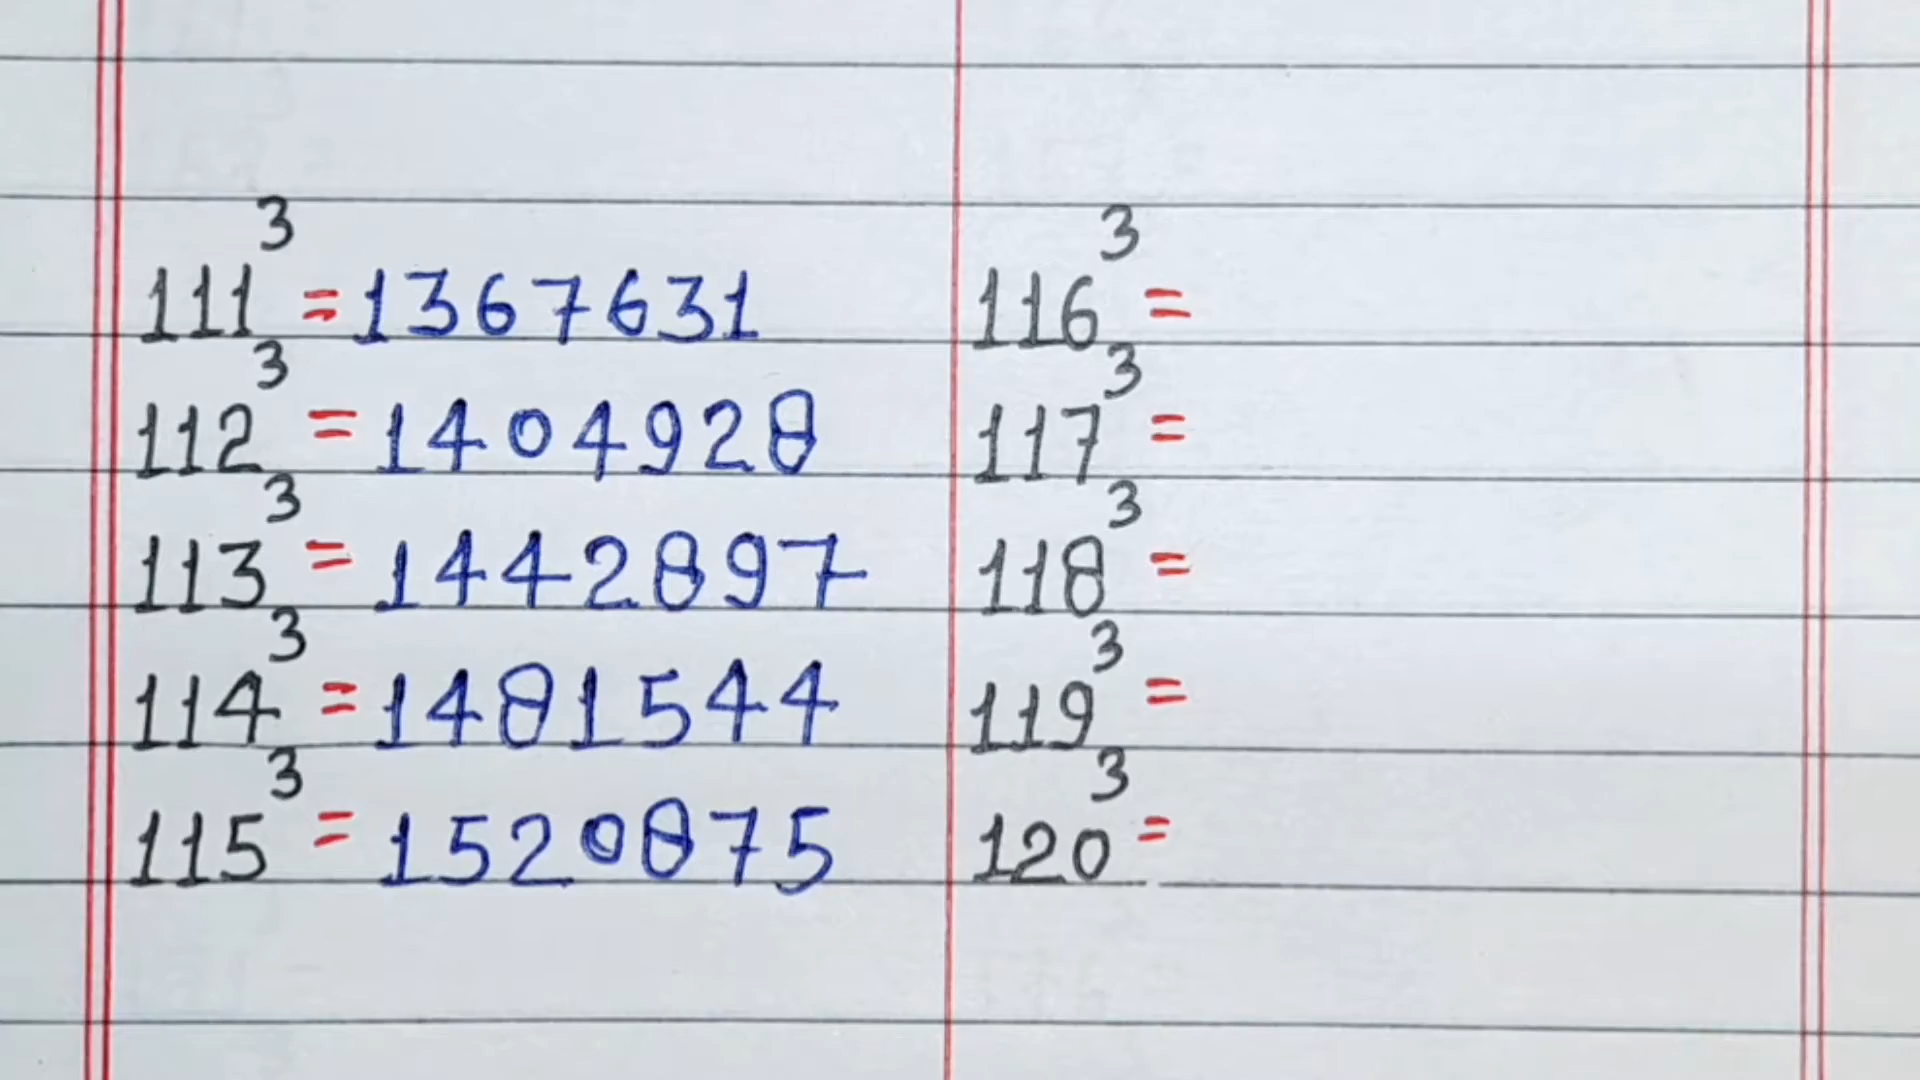 111³ = 1367631
112³ = 1404928
113³ = 1442897
114³ = 1481544
115³ = 1520875
116³ =
117³ =
118³ =
119³ =
120³ =